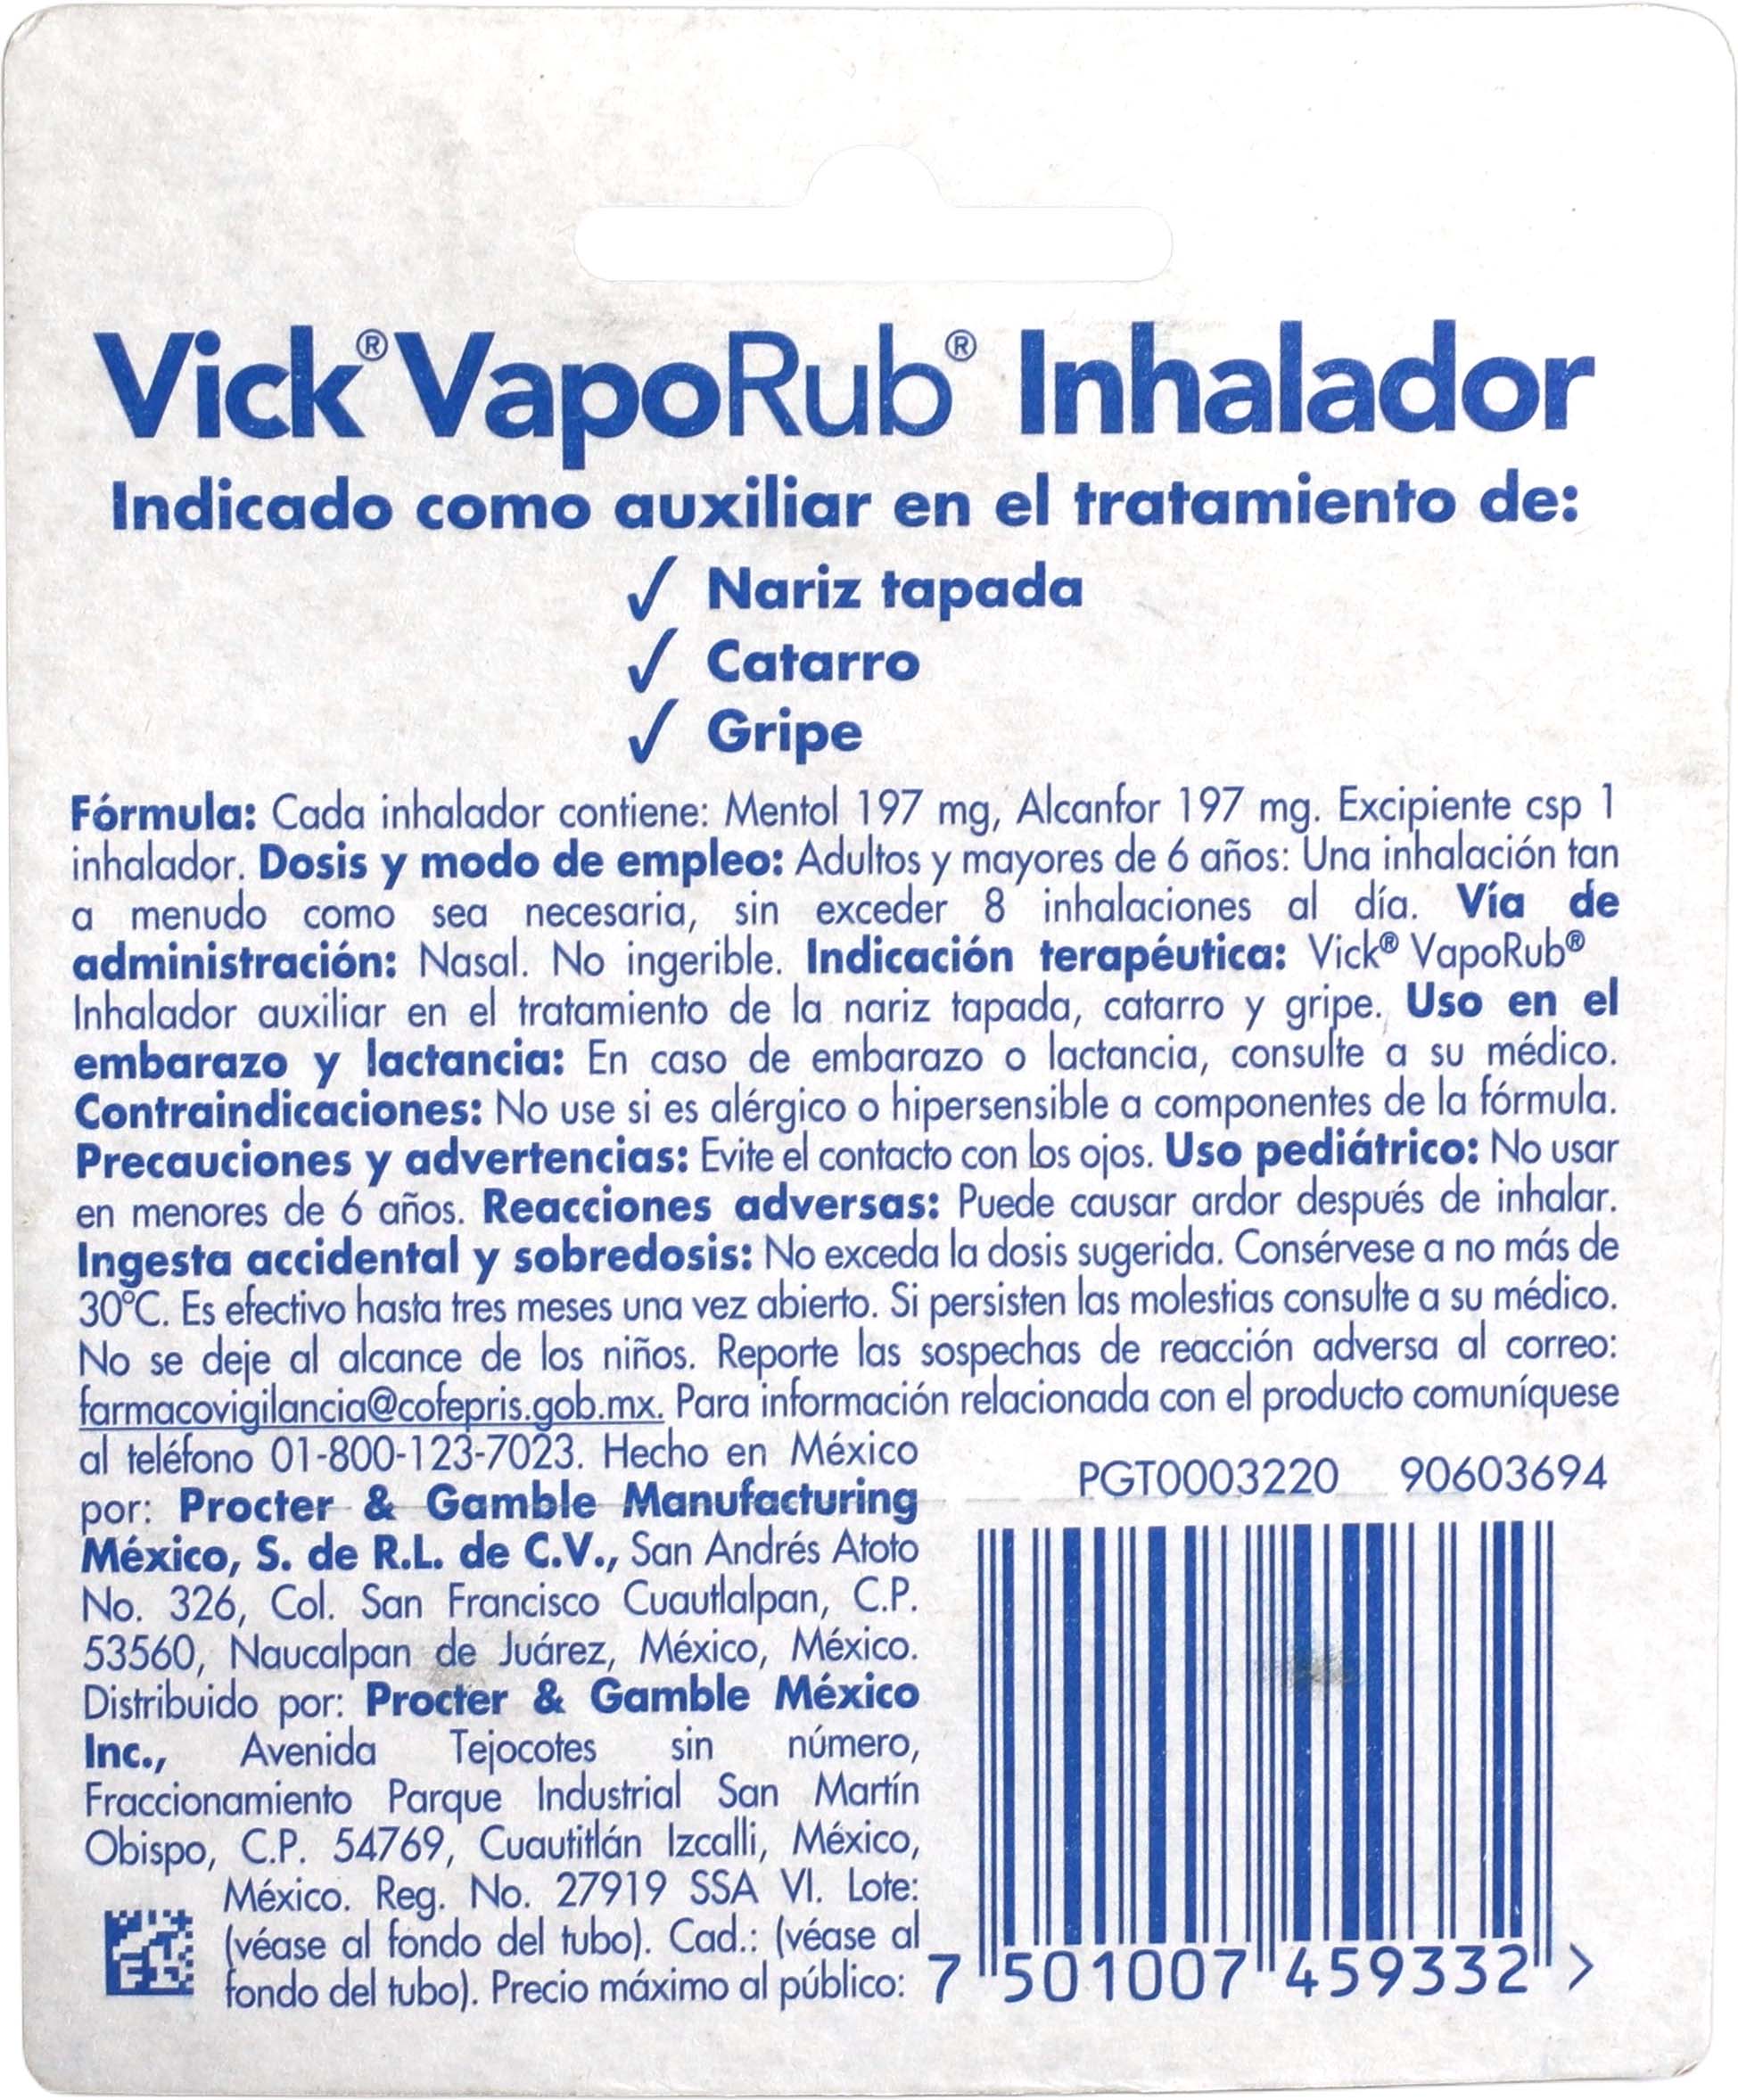 Vick® VapoRub® Inhalador
Indicado como auxiliar en el tratamiento de:
✓ Nariz tapada
✓ Catarro
✓ Gripe
Fórmula: Cada inhalador contiene: Mentol 197 mg, Alcanfor 197 mg. Excipiente csp 1
inhalador. Dosis y modo de empleo: Adultos y mayores de 6 años: Una inhalación tan
a menudo como sea necesaria, sin exceder 8 inhalaciones al día. Vía de
administración: Nasal. No ingerible. Indicación terapéutica: Vick® VapoRub®
Inhalador auxiliar en el tratamiento de la nariz tapada, catarro y gripe. Uso en el
embarazo y lactancia: En caso de embarazo o lactancia, consulte a su médico.
Contraindicaciones: No use si es alérgico o hipersensible a componentes de la fórmula.
Precauciones y advertencias: Evite el contacto con los ojos. Uso pediátrico: No usar
en menores de 6 años. Reacciones adversas: Puede causar ardor después de inhalar.
Ingesta accidental y sobredosis: No exceda la dosis sugerida. Consérvese a no más de
30°C. Es efectivo hasta tres meses una vez abierto. Si persisten las molestias consulte a su médico.
No se deje al alcance de los niños. Reporte las sospechas de reacción adversa al correo:
farmacovigilancia@cofepris.gob.mx. Para información relacionada con el producto comuníquese
al teléfono 01-800-123-7023. Hecho en México
por: Procter & Gamble Manufacturing
México, S. de R.L. de C.V., San Andrés Atoto
No. 326, Col. San Francisco Cuautlalpan, C.P.
53560, Naucalpan de Juárez, México, México.
Distribuido por: Procter & Gamble México
Inc., Avenida Tejocotes sin número,
Fraccionamiento Parque Industrial San Martín
Obispo, C.P. 54769, Cuautitlán Izcalli, México,
México. Reg. No. 27919 SSA VI. Lote:
(véase al fondo del tubo). Cad.: (véase al
fondo del tubo). Precio máximo al público:
PGT0003220 90603694
7 501007 459332 >